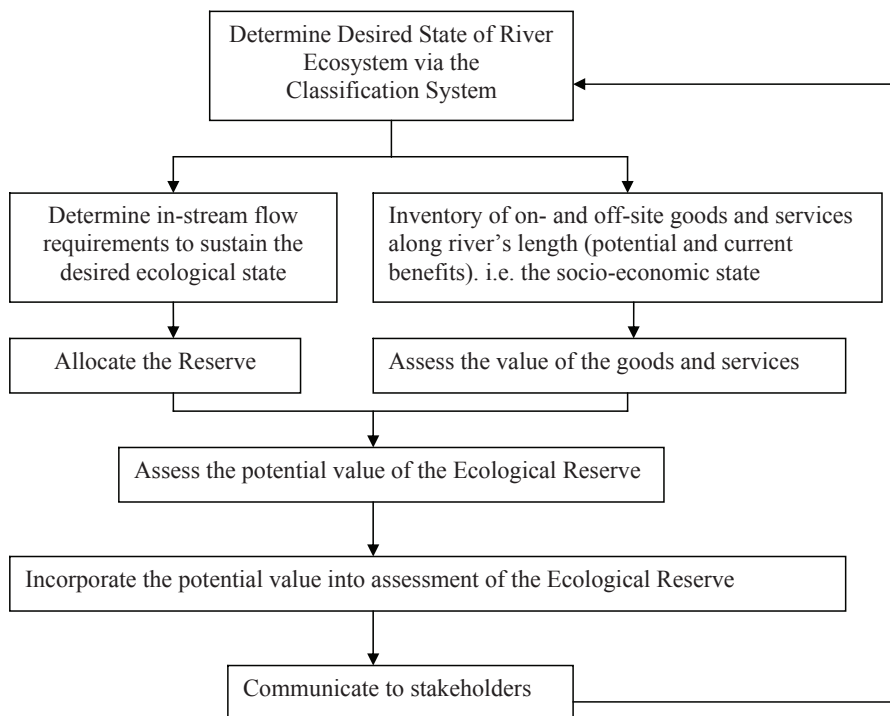 Determine Desired State of River
Ecosystem via the
Classification System
Determine in-stream flow
requirements to sustain the
desired ecological state
Inventory of on- and off-site goods and services
along river's length (potential and current
benefits). i.e. the socio-economic state
Allocate the Reserve
Assess the value of the goods and services
Assess the potential value of the Ecological Reserve
Incorporate the potential value into assessment of the Ecological Reserve
Communicate to stakeholders